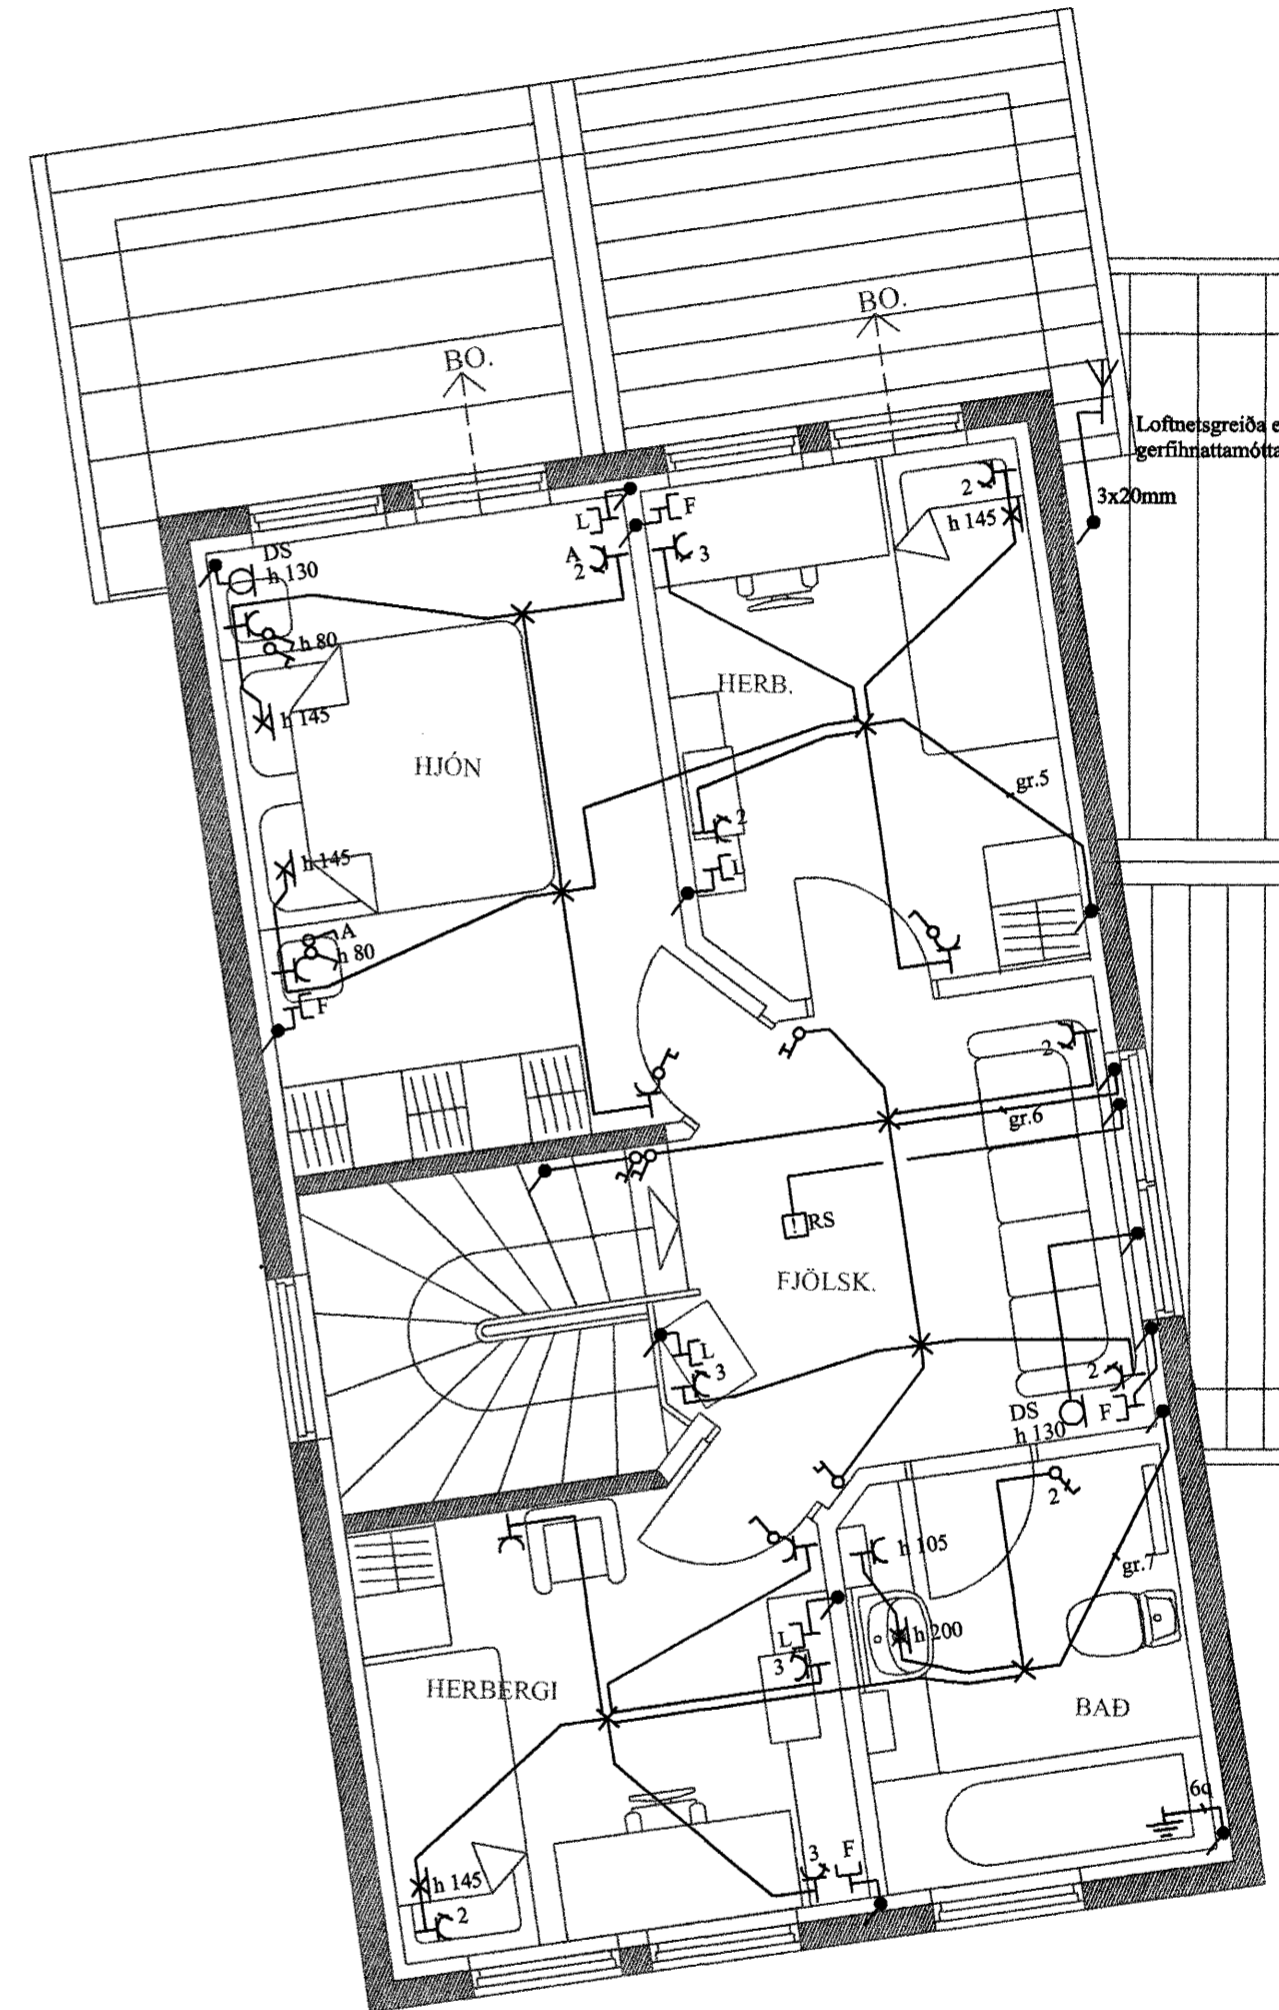 BO.
BO.
Loftnetsgreiða e
gerfihnattamótta
3x20mm
L
F
2
h 145
DS
h 130
A
2
3
h 80
HERB.
h 145
HJÓN
gr.5
2
L
h 145
A
h 80
F
2
gr.6
! RS
FJÖLSK.
L
3
2
DS
h 130
F
2
h 105
gr.7
L
h 200
3
HERBERGI
BAÐ
6q
3
F
h 145
2